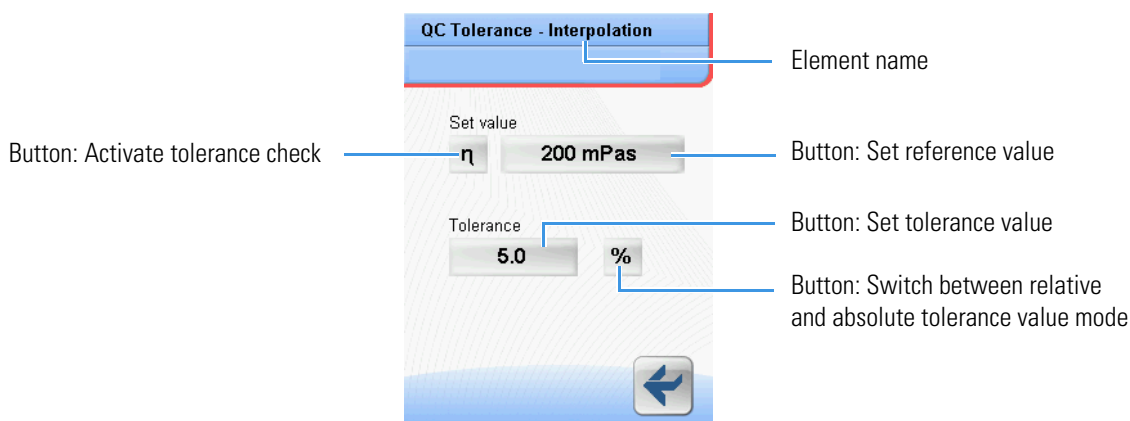 QC Tolerance - Interpolation
Element name
Set value
Button: Activate tolerance check
η
200 mPas
Button: Set reference value
Tolerance
Button: Set tolerance value
5.0
%
Button: Switch between relative
and absolute tolerance value mode